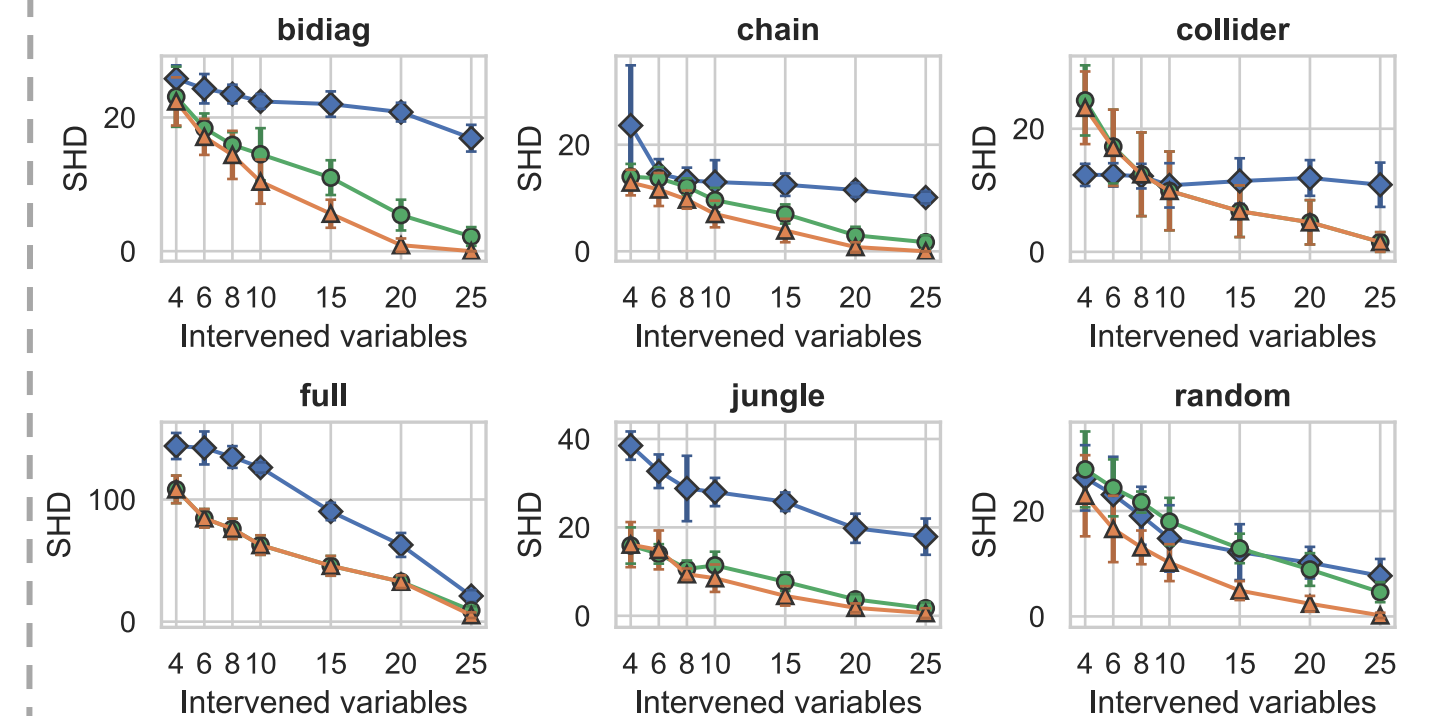 bidiag
SHD
20
0
4 6 8 10 15 20 25
Intervened variables
chain
SHD
20
0
4 6 8 10 15 20 25
Intervened variables
collider
SHD
20
0
4 6 8 10 15 20 25
Intervened variables
full
SHD
100
0
4 6 8 10 15 20 25
Intervened variables
jungle
SHD
40
20
0
4 6 8 10 15 20 25
Intervened variables
random
SHD
20
0
4 6 8 10 15 20 25
Intervened variables